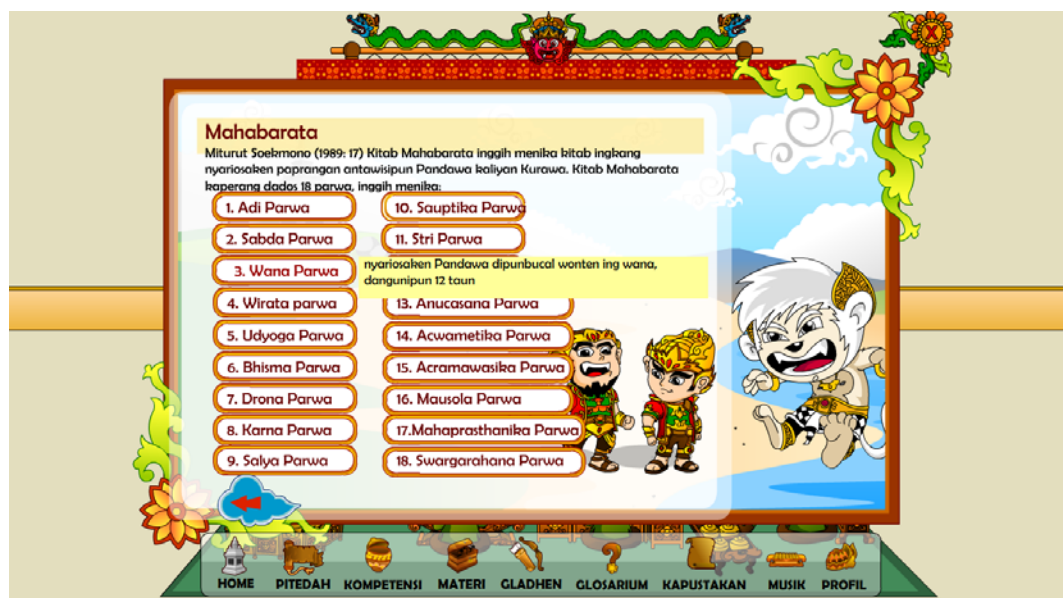 Mahabarata
Miturut Soekmono (1989: 17) Kitab Mahabarata inggih menika kitab ingkang
nyariosaken paprangan antawisipun Pandawa kaliyan Kurawa. Kitab Mahabarata
kaperang dados 18 parwa, inggih menika:
1. Adi Parwa
2. Sabda Parwa
3. Wana Parwa
4. Wirata parwa
5. Udyoga Parwa
6. Bhisma Parwa
7. Drona Parwa
8. Karna Parwa
9. Salya Parwa
10. Sauptika Parwa
11. Stri Parwa
nyariosaken Pandawa dipunbucal wonten ing wana,
dangunipun 12 taun
13. Anucasana Parwa
14. Acwametika Parwa
15. Acramawasika Parwa
16. Mausola Parwa
17.Mahaprasthanika Parwa
18. Swargarahana Parwa
X
HOME
PITEDAH
KOMPETENSI
MATERI
GLADHEN
GLOSARIUM
KAPUSTAKAN
MUSIK
PROFIL